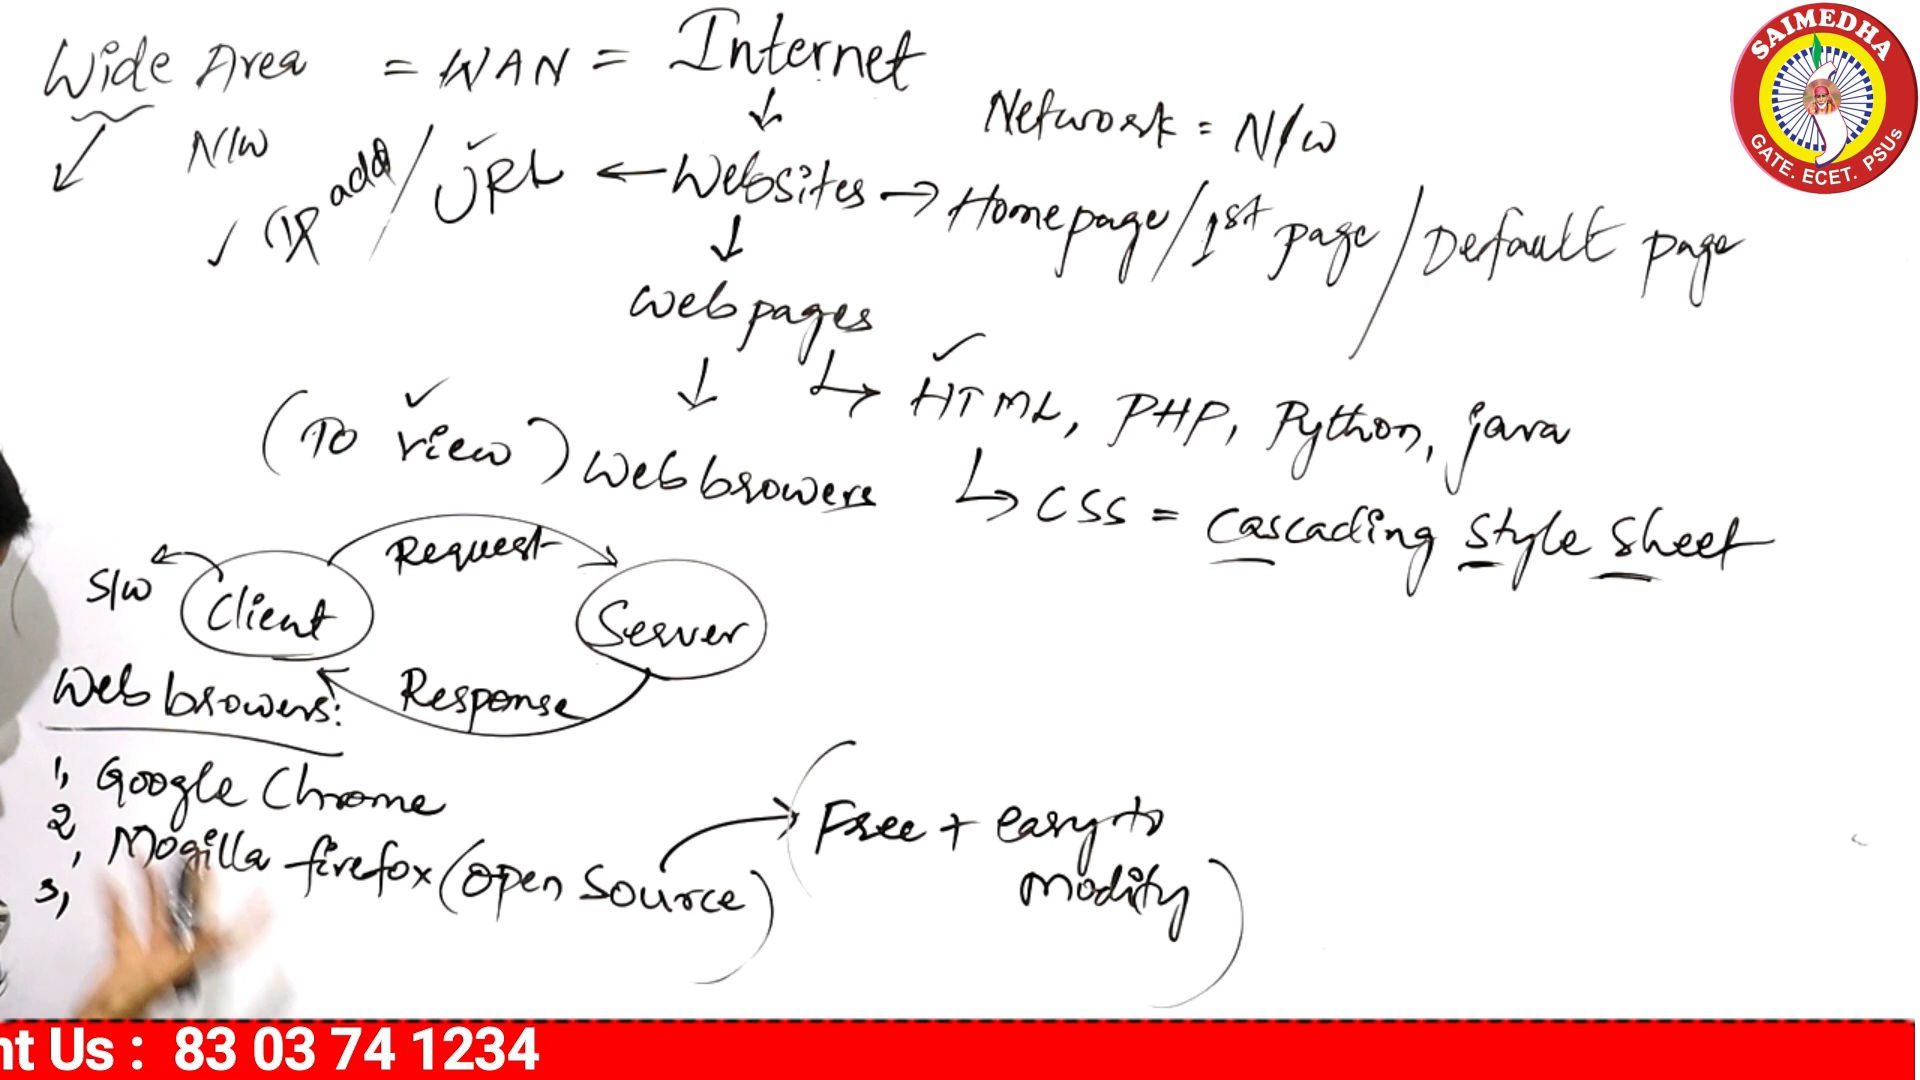 Wide Area = WAN = Internet
N/W
Network = N/w
IP add / URL ← Websites → Homepage / 1st page / Default page
Web pages
HTML, PHP, Python, java
(To view) Web browers
CSS = Cascading Style Sheet
Request
S/w
Client
Server
Response
Web browers:
1, Google Chrome
2, Mozilla firefox (open source)
Free + easy to
modify
3,
SAIMEDHA
GATE. ECET. PSUs
nt Us : 83 03 74 1234